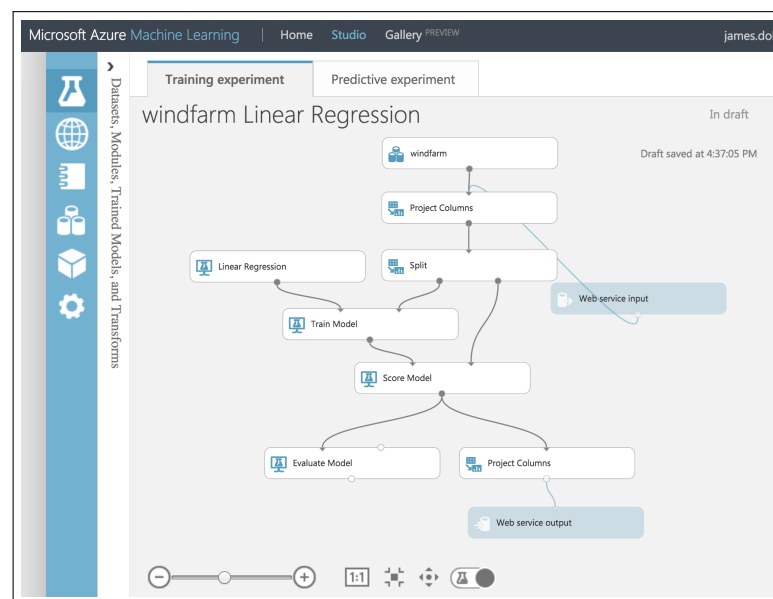 Microsoft Azure Machine Learning | Home Studio Gallery PREVIEW james.do
Datasets, Modules, Trained Models, and Transforms
Training experiment Predictive experiment
windfarm Linear Regression
In draft
Draft saved at 4:37:05 PM
windfarm
Project Columns
Linear Regression
Split
Web service input
Train Model
Score Model
Evaluate Model
Project Columns
Web service output
1:1